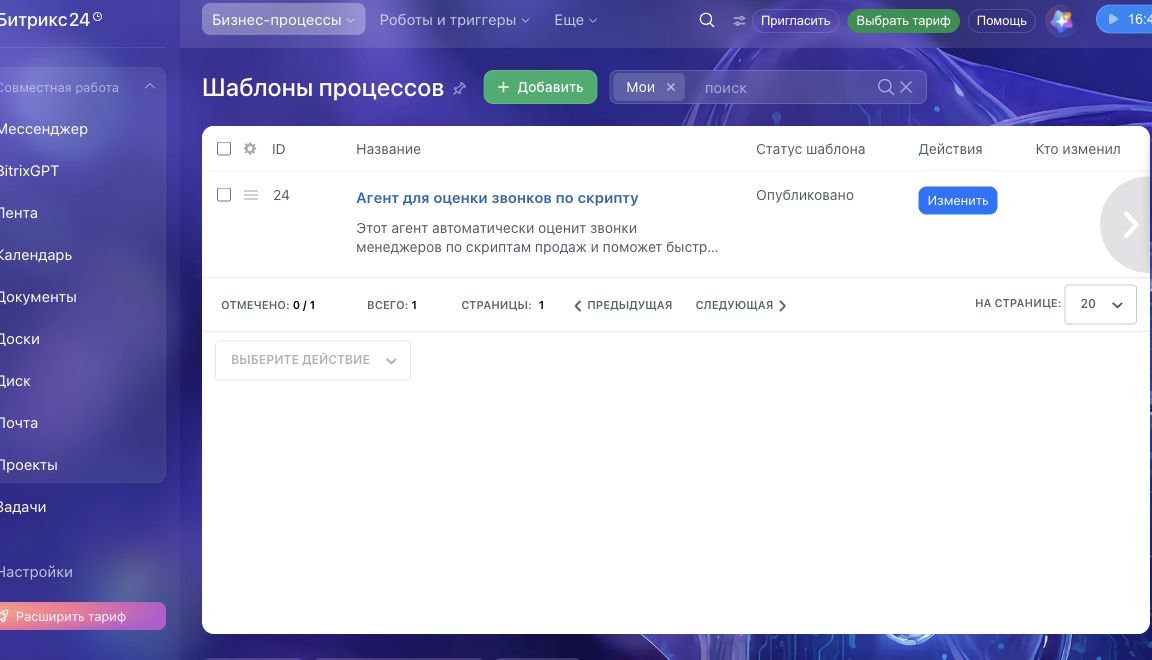 Битрикс24
Бизнес-процессы
Роботы и триггеры
Еще
Пригласить
Выбрать тариф
Помощь
Совместная работа
Мессенджер
BitrixGPT
Лента
Календарь
Документы
Доски
Диск
Почта
Проекты
Задачи
Настройки
Расширить тариф
Шаблоны процессов
+ Добавить
Мои ×
поиск
ID Название Статус шаблона Действия Кто изменил
24 Агент для оценки звонков по скрипту Опубликовано Изменить
Этот агент автоматически оценит звонки
менеджеров по скриптам продаж и поможет быстр...
ОТМЕЧЕНО: 0 / 1 ВСЕГО: 1 СТРАНИЦЫ: 1 ПРЕДЫДУЩАЯ СЛЕДУЮЩАЯ НА СТРАНИЦЕ: 20
ВЫБЕРИТЕ ДЕЙСТВИЕ